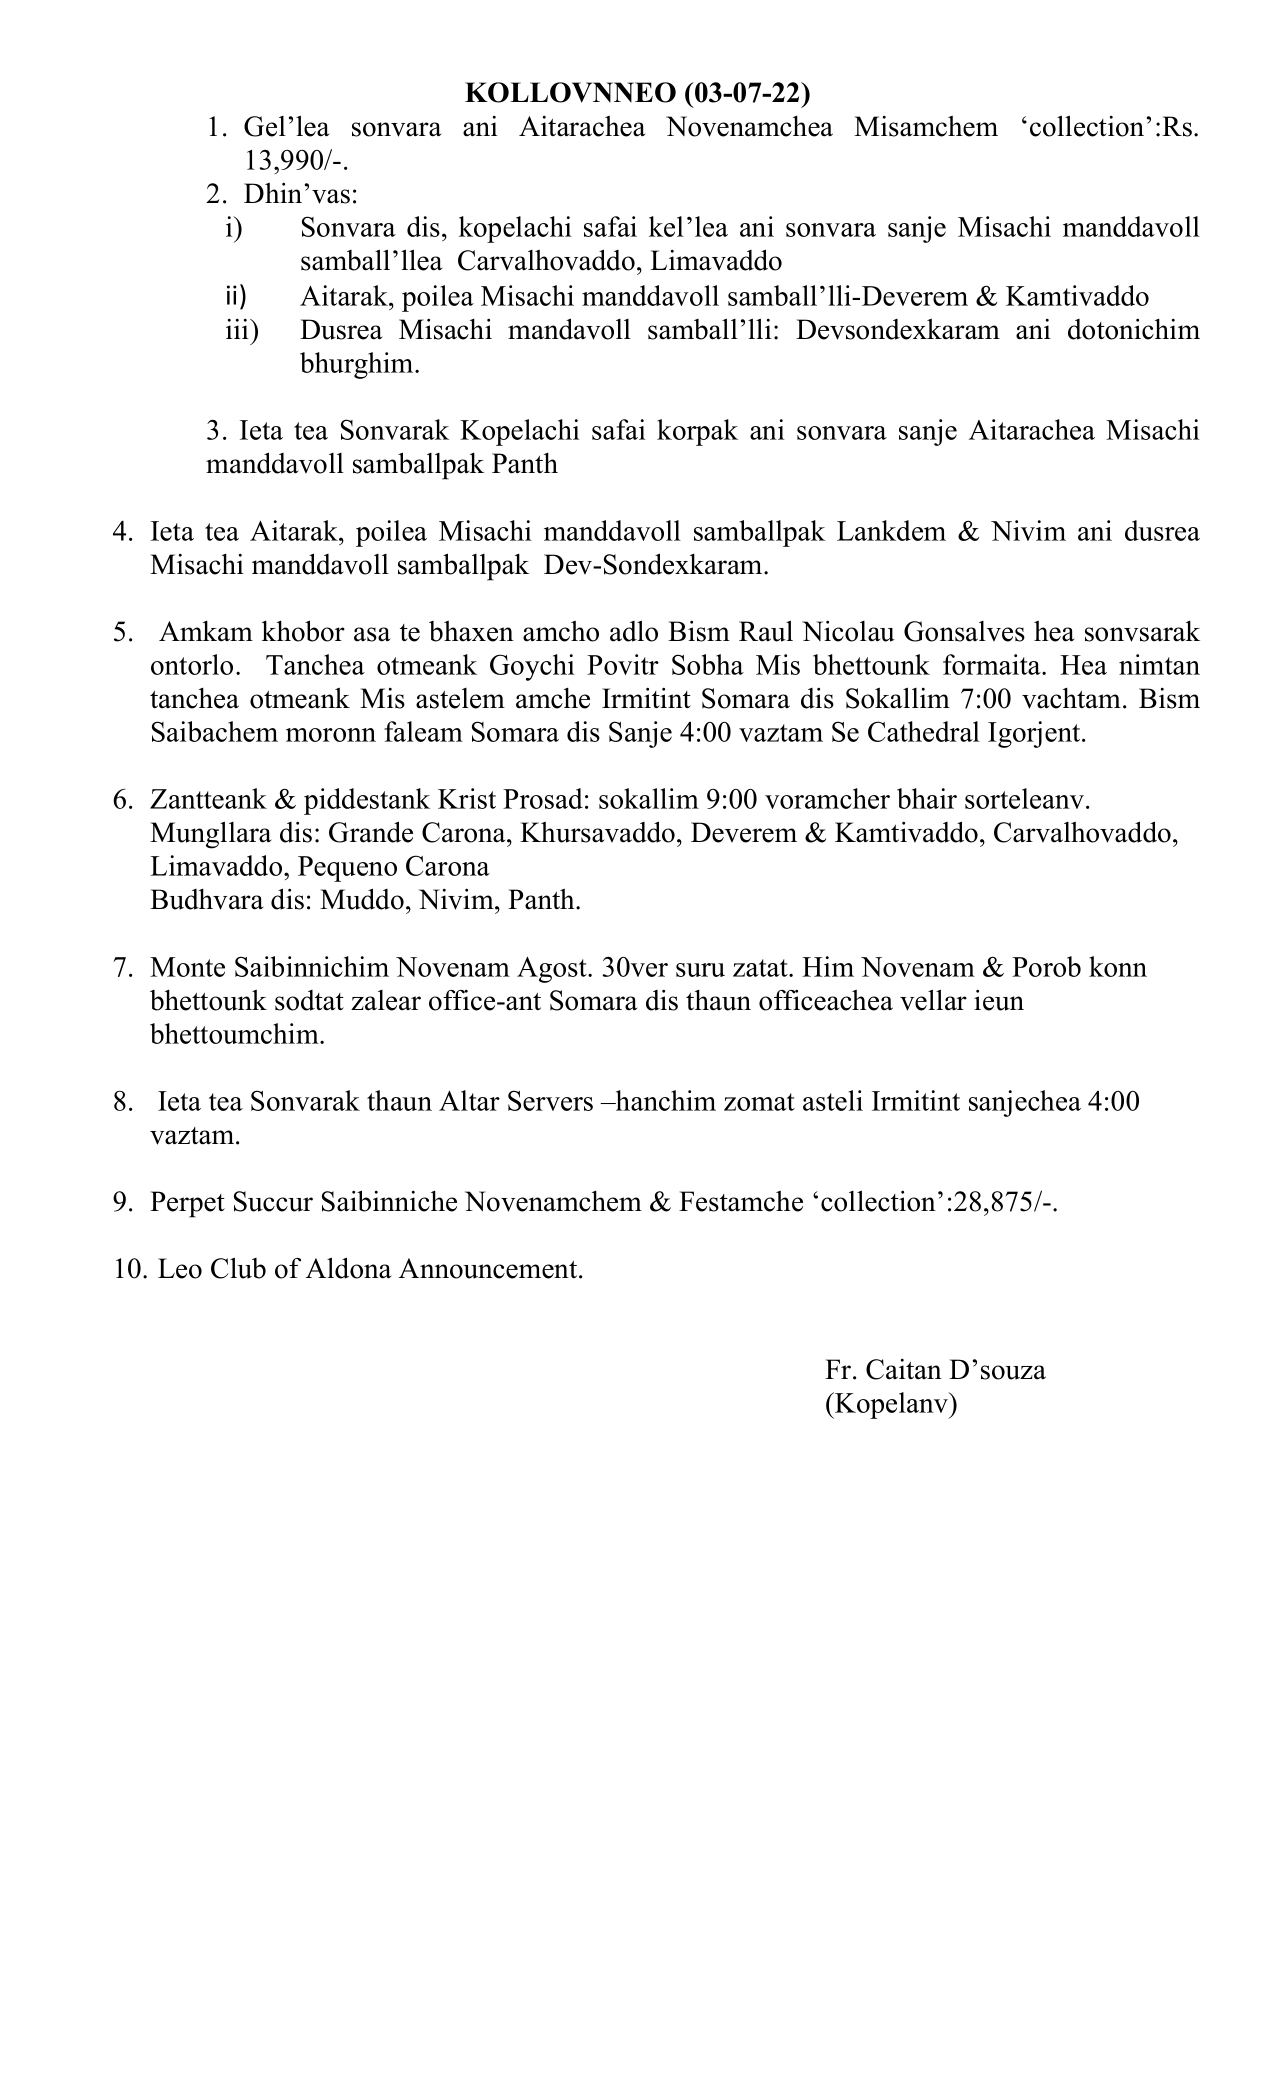 KOLLOVNNEO (03-07-22)
1. Gel’lea sonvara ani Aitarachea Novenamchea Misamchem ‘collection’:Rs.
13,990/-.
2. Dhin’vas:
i) Sonvara dis, kopelachi safai kel’lea ani sonvara sanje Misachi manddavoll
samball’llea Carvalhovaddo, Limavaddo
ii) Aitarak, poilea Misachi manddavoll samball’lli-Deverem & Kamtivaddo
iii) Dusrea Misachi mandavoll samball’lli: Devsondexkaram ani dotonichim
bhurghim.
3. Ieta tea Sonvarak Kopelachi safai korpak ani sonvara sanje Aitarachea Misachi
manddavoll samballpak Panth
4. Ieta tea Aitarak, poilea Misachi manddavoll samballpak Lankdem & Nivim ani dusrea
Misachi manddavoll samballpak Dev-Sondexkaram.
5. Amkam khobor asa te bhaxen amcho adlo Bism Raul Nicolau Gonsalves hea sonvsarak
ontorlo. Tanchea otmeank Goychi Povitr Sobha Mis bhettounk formaita. Hea nimtan
tanchea otmeank Mis astelem amche Irmitint Somara dis Sokallim 7:00 vachtam. Bism
Saibachem moronn faleam Somara dis Sanje 4:00 vaztam Se Cathedral Igorjent.
6. Zantteank & piddestank Krist Prosad: sokallim 9:00 voramcher bhair sorteleanv.
Mungllara dis: Grande Carona, Khursavaddo, Deverem & Kamtivaddo, Carvalhovaddo,
Limavaddo, Pequeno Carona
Budhvara dis: Muddo, Nivim, Panth.
7. Monte Saibinnichim Novenam Agost. 30ver suru zatat. Him Novenam & Porob konn
bhettounk sodtat zalear office-ant Somara dis thaun officeachea vellar ieun
bhettoumchim.
8. Ieta tea Sonvarak thaun Altar Servers –hanchim zomat asteli Irmitint sanjechea 4:00
vaztam.
9. Perpet Succur Saibinniche Novenamchem & Festamche ‘collection’:28,875/-.
10. Leo Club of Aldona Announcement.
Fr. Caitan D’souza
(Kopelanv)